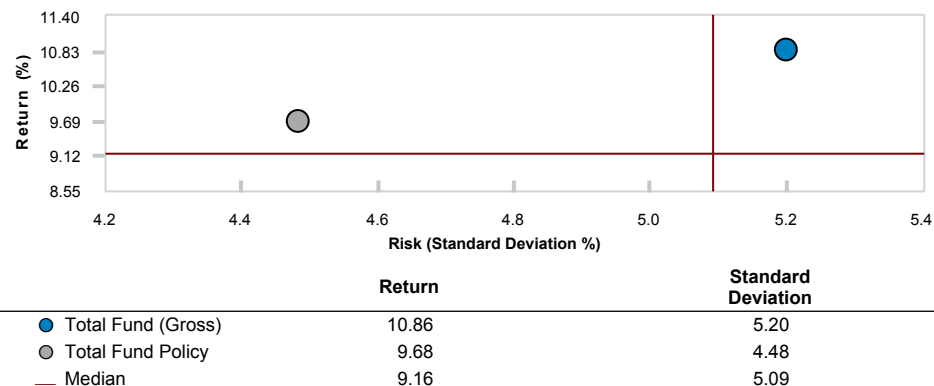 11.40
10.83
10.26
9.69
9.12
8.55
Return (%)
4.2 4.4 4.6 4.8 5.0 5.2 5.4
Risk (Standard Deviation %)
Return Standard Deviation
Total Fund (Gross) 10.86 5.20
Total Fund Policy 9.68 4.48
Median 9.16 5.09